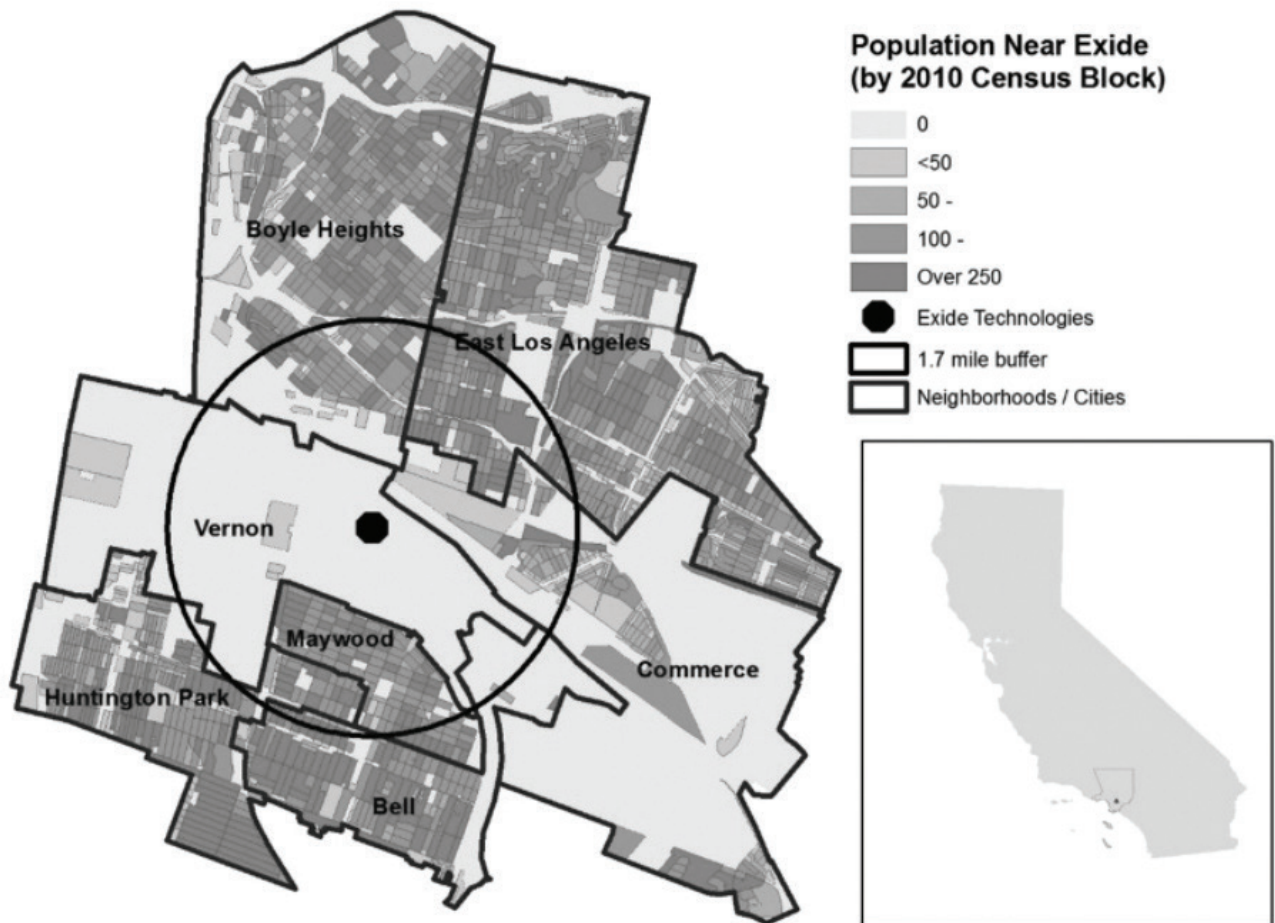 Population Near Exide
(by 2010 Census Block)
0
<50
50 -
100 -
Over 250
Exide Technologies
1.7 mile buffer
Neighborhoods / Cities
Boyle Heights
East Los Angeles
Vernon
Maywood
Commerce
Huntington Park
Bell